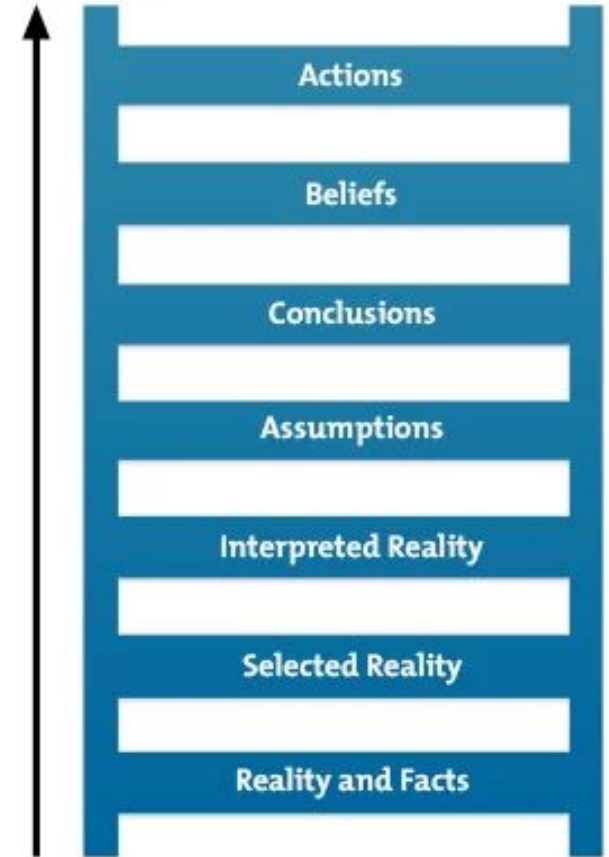 Actions
Beliefs
Conclusions
Assumptions
Interpreted Reality
Selected Reality
Reality and Facts